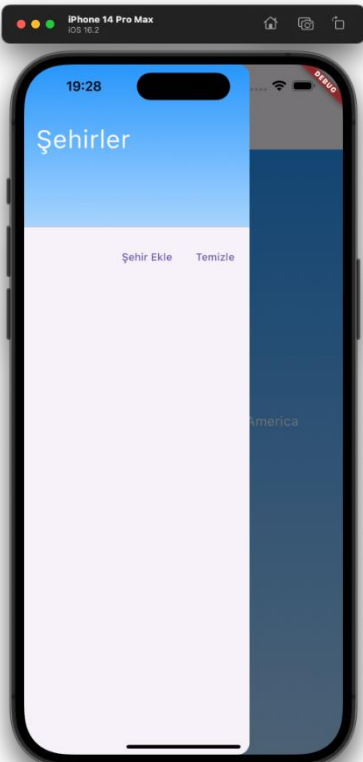 iPhone 14 Pro Max
iOS 16.2
19:28
DEBUG
Şehirler
Şehir Ekle Temizle
America